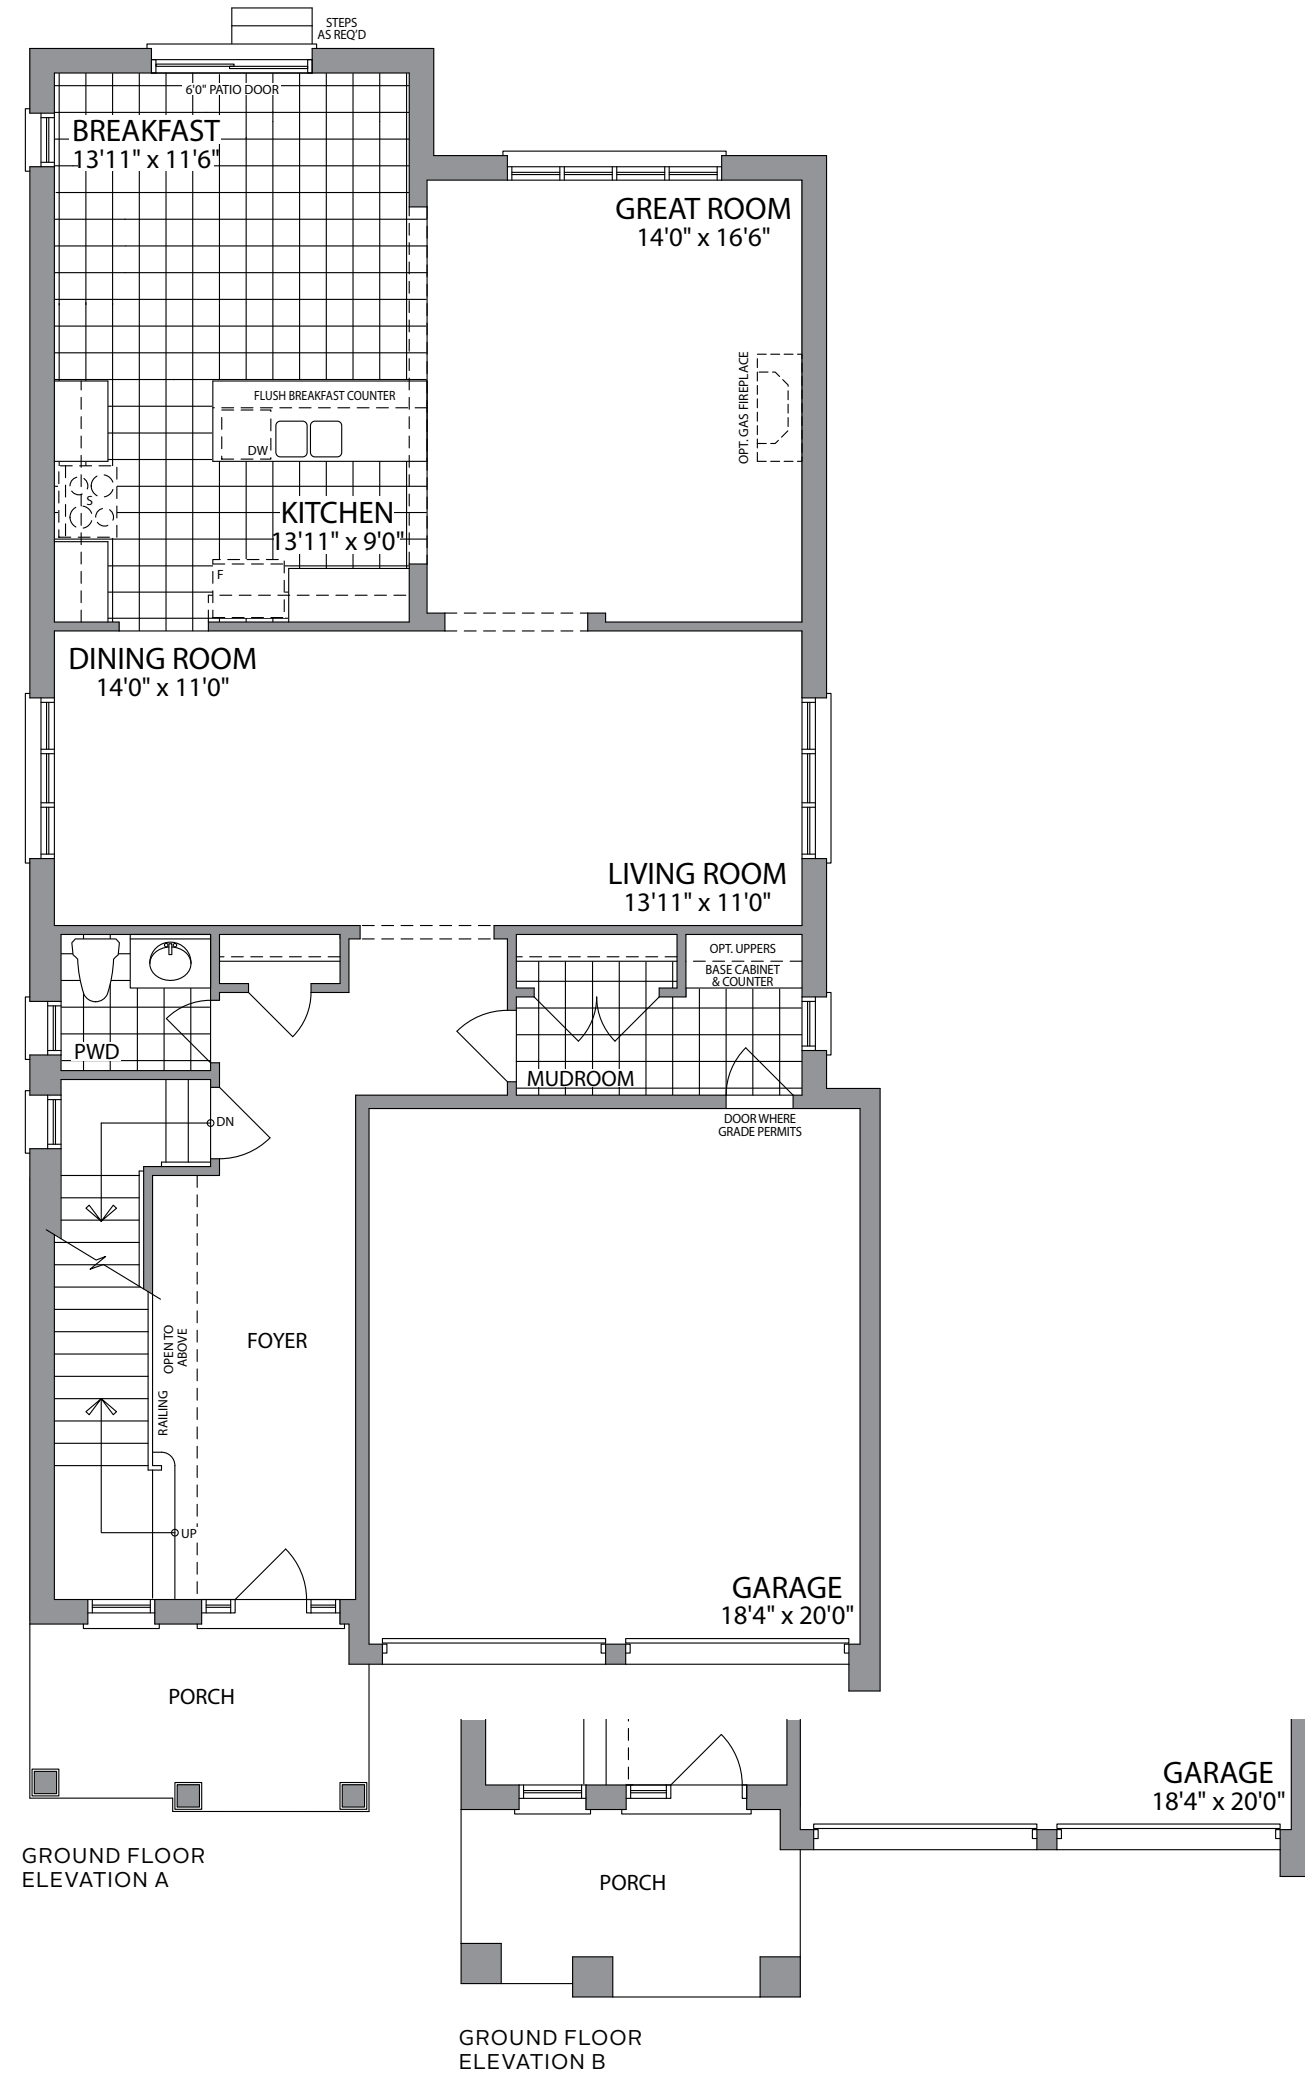 STEPS
AS REQ'D
6'0" PATIO DOOR
BREAKFAST
13'11" x 11'6"
GREAT ROOM
14'0" x 16'6"
OPT. GAS FIREPLACE
FLUSH BREAKFAST COUNTER
DW
S
KITCHEN
13'11" x 9'0"
F
DINING ROOM
14'0" x 11'0"
LIVING ROOM
13'11" x 11'0"
OPT. UPPERS
BASE CABINET
& COUNTER
PWD
MUDROOM
DN
DOOR WHERE
GRADE PERMITS
OPEN TO
ABOVE
FOYER
RAILING
UP
GARAGE
18'4" x 20'0"
PORCH
GARAGE
18'4" x 20'0"
GROUND FLOOR
ELEVATION A
PORCH
GROUND FLOOR
ELEVATION B